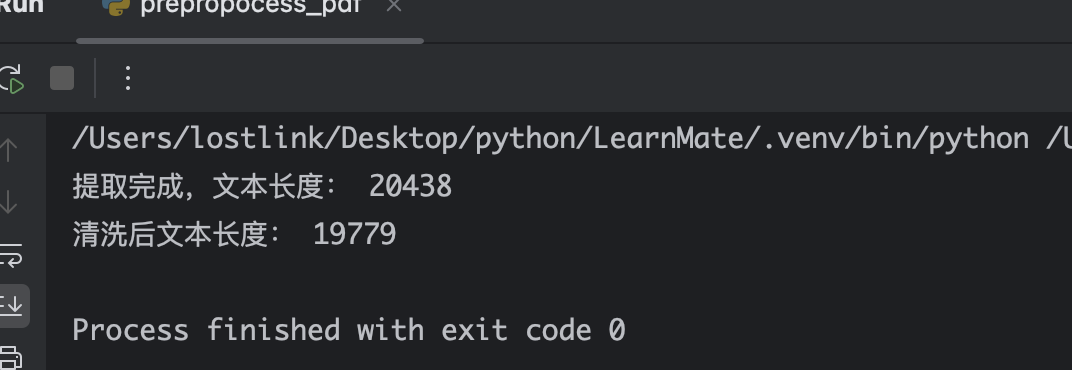 Run prepropocess_pdf ×
/Users/lostlink/Desktop/python/LearnMate/.venv/bin/python /U
提取完成，文本长度： 20438
清洗后文本长度： 19779
Process finished with exit code 0